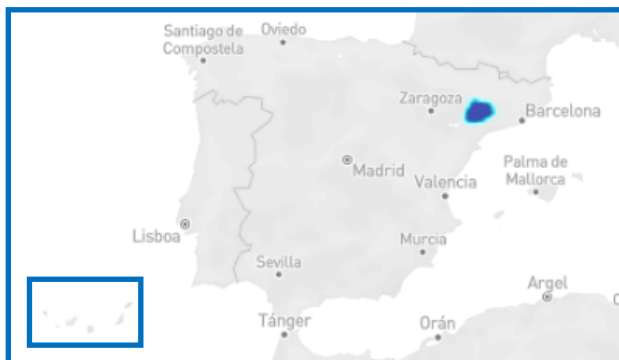 Santiago de
Compostela
Oviedo
Zaragoza
Barcelona
Madrid
Palma de
Mallorca
Valencia
Lisboa
Murcia
Sevilla
Argel
Tánger
Orán